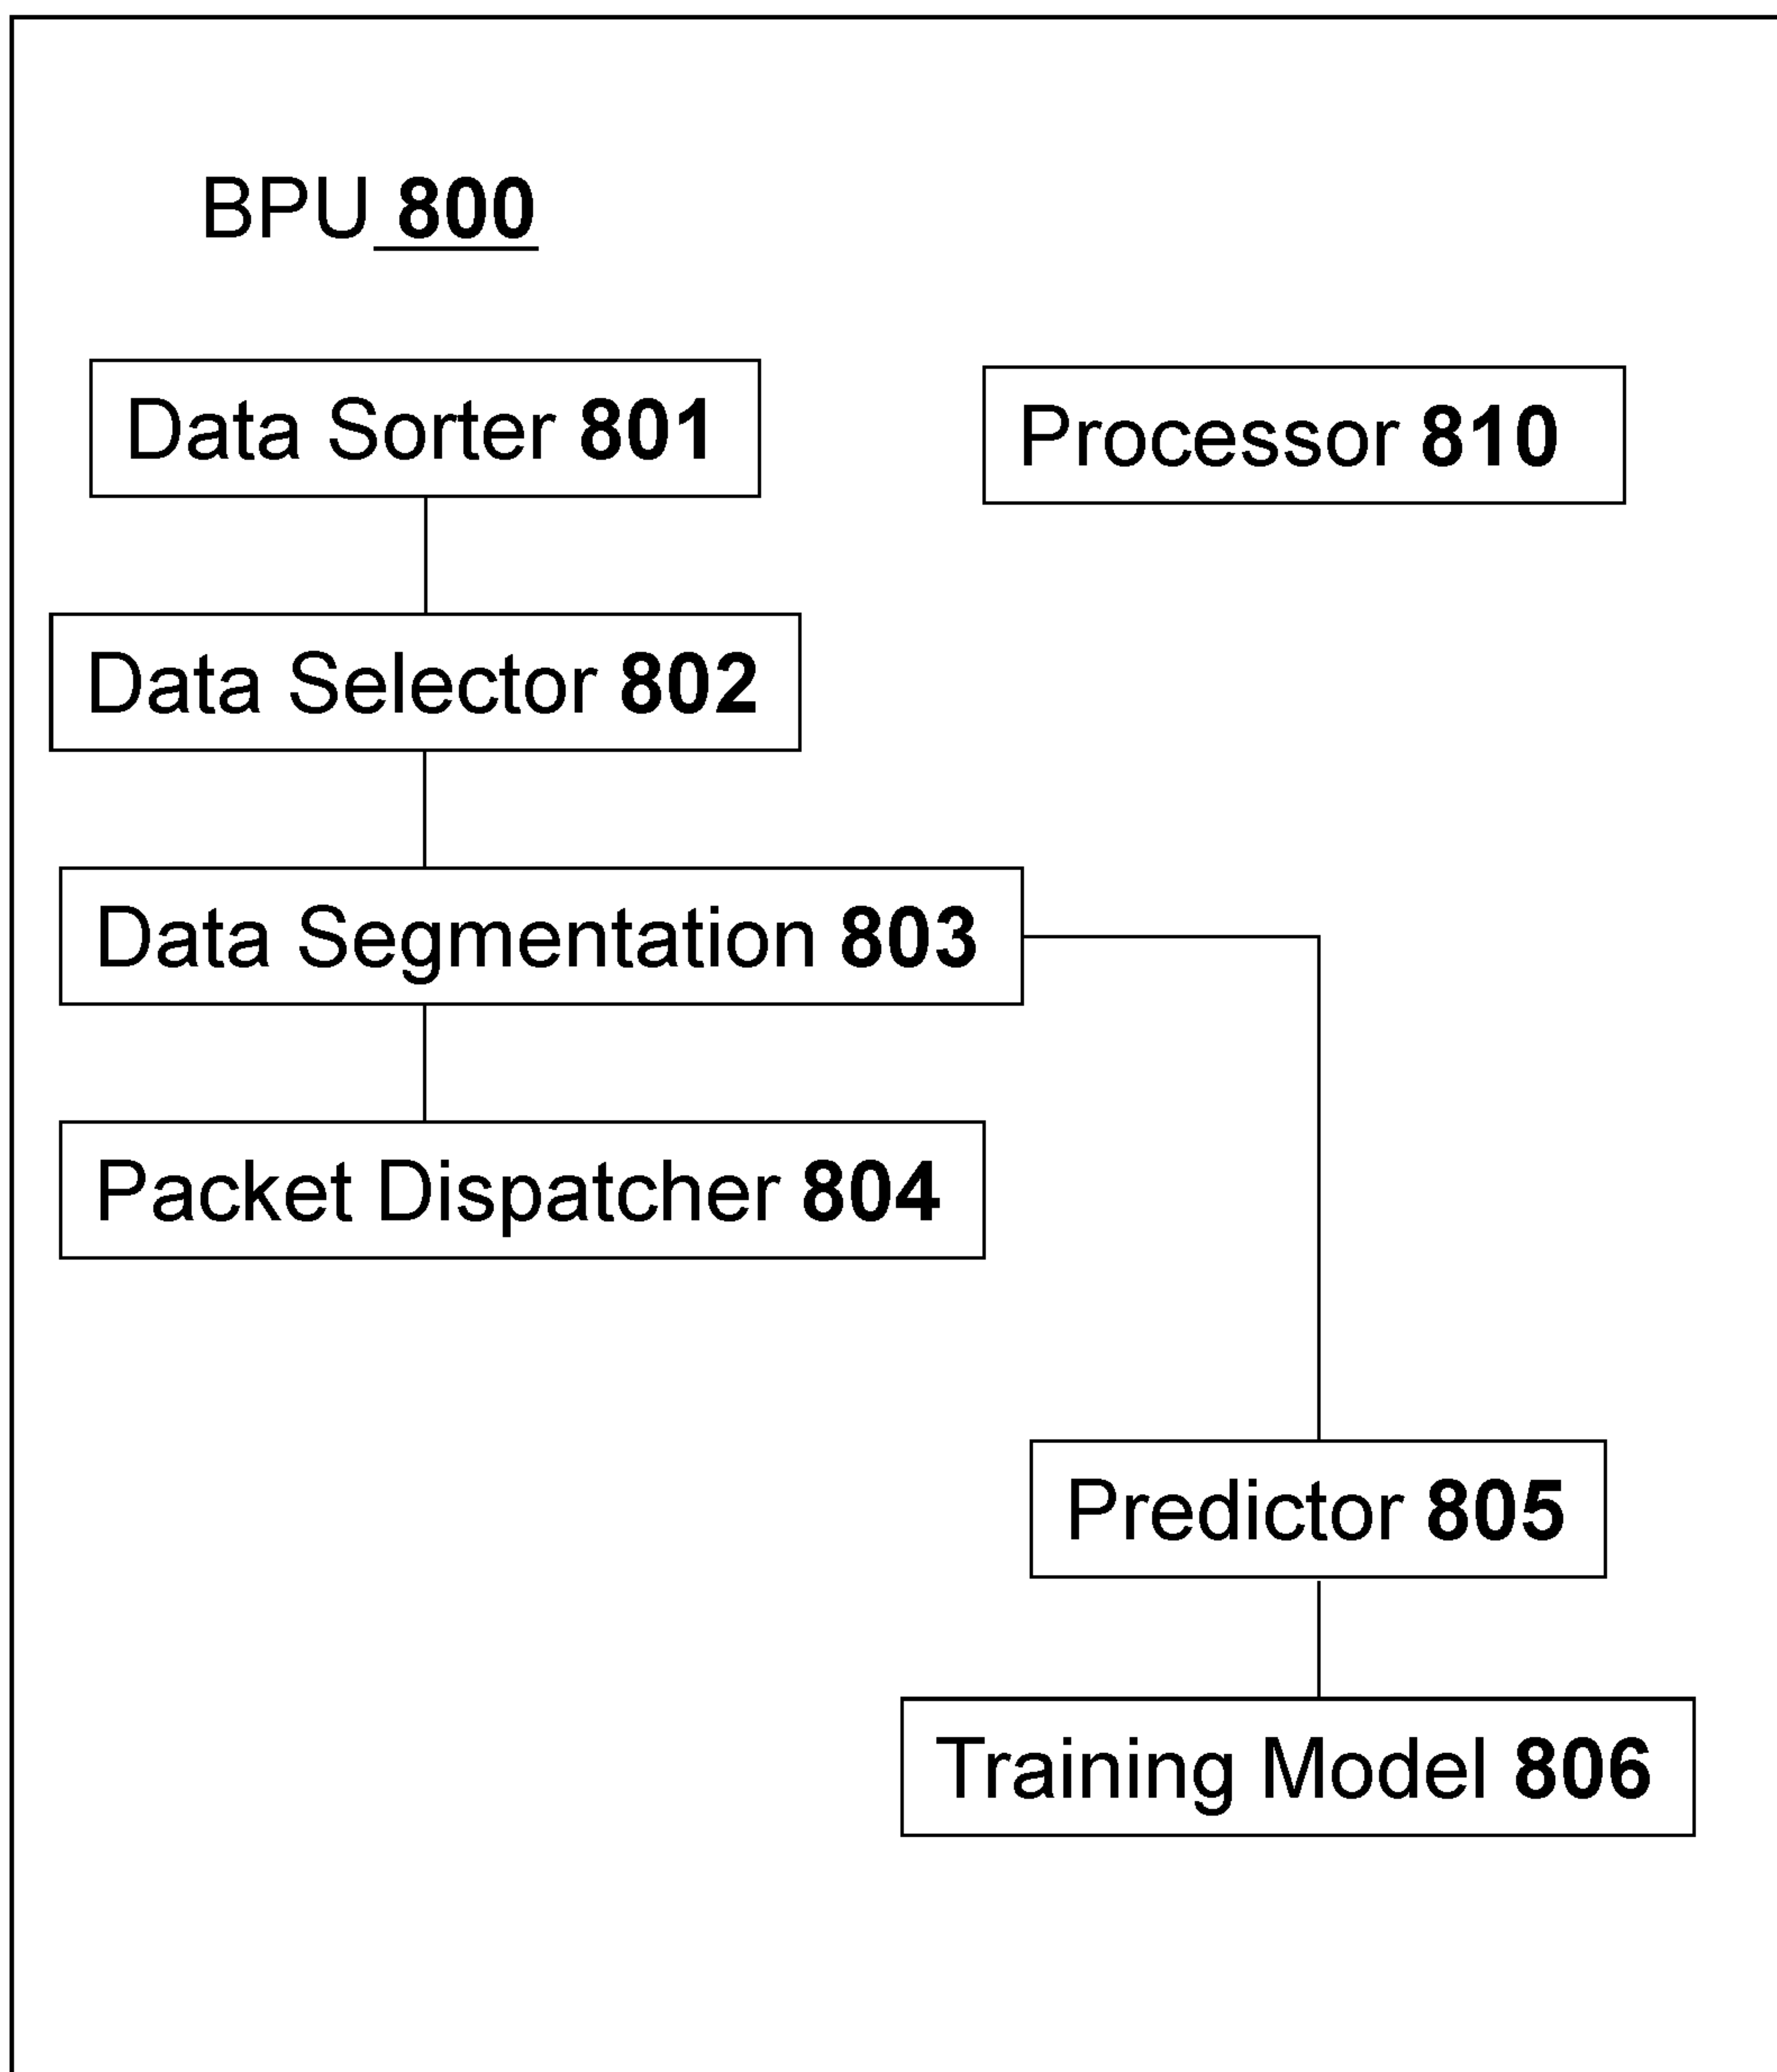 BPU 800
Data Sorter 801
Processor 810
Data Selector 802
Data Segmentation 803
Packet Dispatcher 804
Predictor 805
Training Model 806